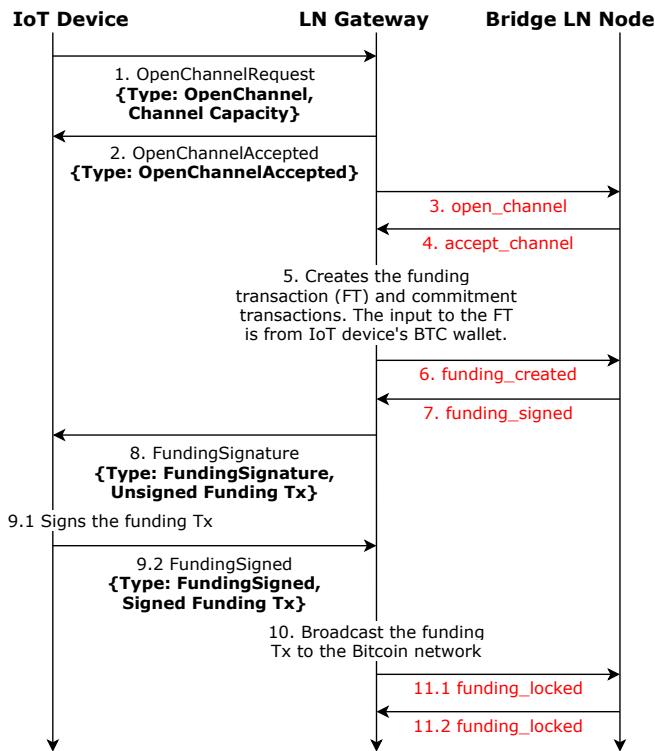 IoT Device LN Gateway Bridge LN Node
1. OpenChannelRequest
{Type: OpenChannel,
Channel Capacity}
2. OpenChannelAccepted
{Type: OpenChannelAccepted}
3. open_channel
4. accept_channel
5. Creates the funding
transaction (FT) and commitment
transactions. The input to the FT
is from IoT device's BTC wallet.
6. funding_created
7. funding_signed
8. FundingSignature
{Type: FundingSignature,
Unsigned Funding Tx}
9.1 Signs the funding Tx
9.2 FundingSigned
{Type: FundingSigned,
Signed Funding Tx}
10. Broadcast the funding
Tx to the Bitcoin network
11.1 funding_locked
11.2 funding_locked